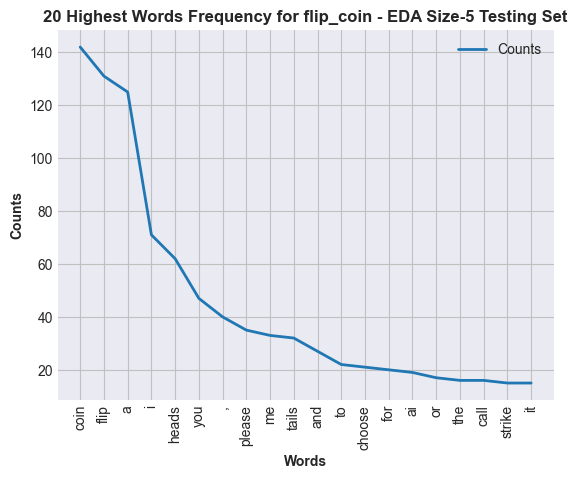 20 Highest Words Frequency for flip_coin - EDA Size-5 Testing Set
Counts
140
120
100
80
60
40
20
Counts
coin
flip
a
i
heads
you
,
please
me
tails
and
to
choose
for
ai
or
the
call
strike
it
Words